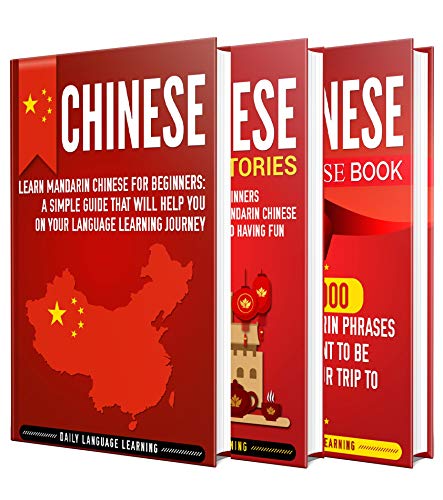 CHINESE
LEARN MANDARIN CHINESE FOR BEGINNERS:
A SIMPLE GUIDE THAT WILL HELP YOU
ON YOUR LANGUAGE LEARNING JOURNEY
DAILY LANGUAGE LEARNING
ESE
TORIES
INNERS
NDARIN CHINESE
D HAVING FUN
NING
NESE
SE BOOK
000
RIN PHRASES
NT TO BE
R TRIP TO
EARNING